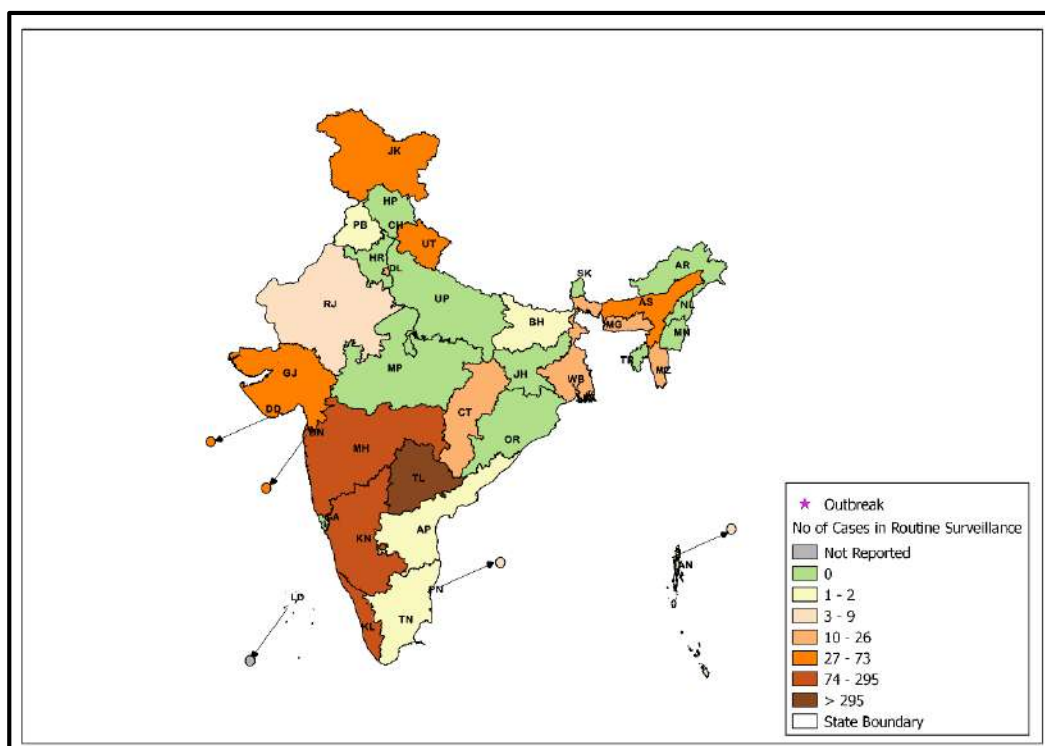 JK
HP
CH
PB
UT
HR
DL
SK
AR
RJ
UP
AS
NL
BH
MG
MN
GJ
MP
JH
TR
MZ
WB
CT
DD
DN
OR
MH
TL
KN
AP
AN
PN
LD
TN
KL
Outbreak
No of Cases in Routine Surveillance
Not Reported
0
1 - 2
3 - 9
10 - 26
27 - 73
74 - 295
> 295
State Boundary